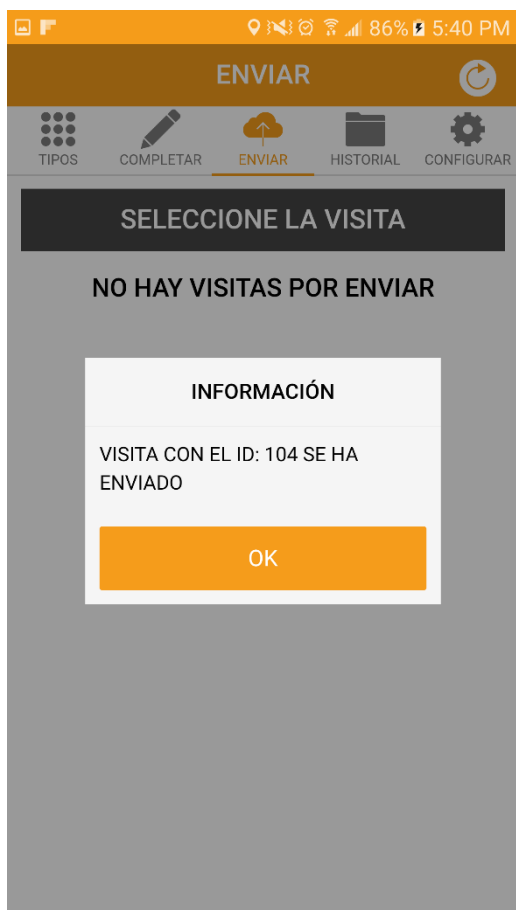 86% 5:40 PM
ENVIAR
TIPOS COMPLETAR ENVIAR HISTORIAL CONFIGURAR
SELECCIONE LA VISITA
NO HAY VISITAS POR ENVIAR
INFORMACIÓN
VISITA CON EL ID: 104 SE HA
ENVIADO
OK